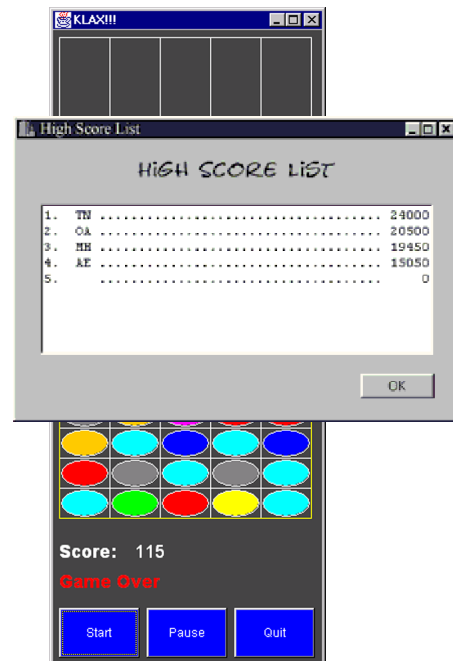 KLAX!!!
High Score List
HIGH SCORE LIST
1. TN ................................... 24000
2. OA ................................... 20500
3. MH ................................... 19450
4. AE ................................... 15050
5. ................................... 0
OK
Score: 115
Game Over
Start Pause Quit